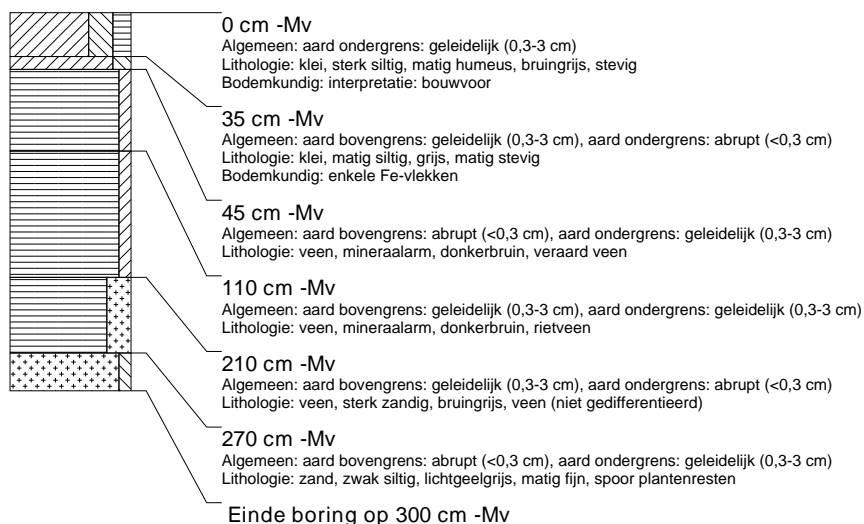 0 cm -Mv
Algemeen: aard ondergrens: geleidelijk (0,3-3 cm)
Lithologie: klei, sterk siltig, matig humeus, bruingrijs, stevig
Bodemkundig: interpretatie: bouwvoor
35 cm -Mv
Algemeen: aard bovengrens: geleidelijk (0,3-3 cm), aard ondergrens: abrupt (<0,3 cm)
Lithologie: klei, matig siltig, grijs, matig stevig
Bodemkundig: enkele Fe-vlekken
45 cm -Mv
Algemeen: aard bovengrens: abrupt (<0,3 cm), aard ondergrens: geleidelijk (0,3-3 cm)
Lithologie: veen, mineraalarm, donkerbruin, veraard veen
110 cm -Mv
Algemeen: aard bovengrens: geleidelijk (0,3-3 cm), aard ondergrens: geleidelijk (0,3-3 cm)
Lithologie: veen, mineraalarm, donkerbruin, rietveen
210 cm -Mv
Algemeen: aard bovengrens: geleidelijk (0,3-3 cm), aard ondergrens: abrupt (<0,3 cm)
Lithologie: veen, sterk zandig, bruingrijs, veen (niet gedifferentieerd)
270 cm -Mv
Algemeen: aard bovengrens: abrupt (<0,3 cm), aard ondergrens: geleidelijk (0,3-3 cm)
Lithologie: zand, zwak siltig, lichtgeelgrijs, matig fijn, spoor plantenresten
Einde boring op 300 cm -Mv